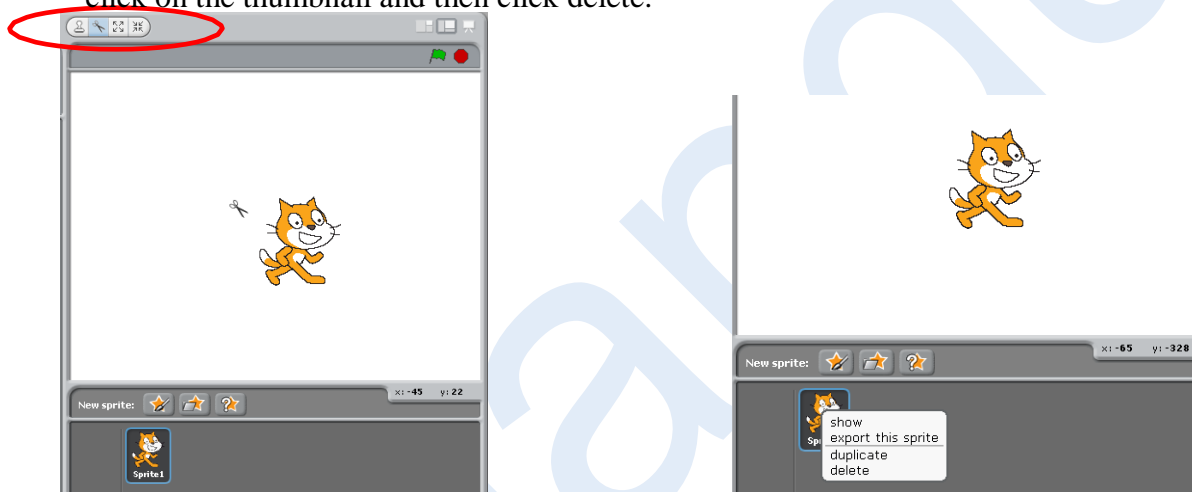 click on the thumbnail and then click delete.
x: -45 y: 22
New sprite:
Sprite1
x: -65 y: -328
New sprite:
show
export this sprite
duplicate
delete